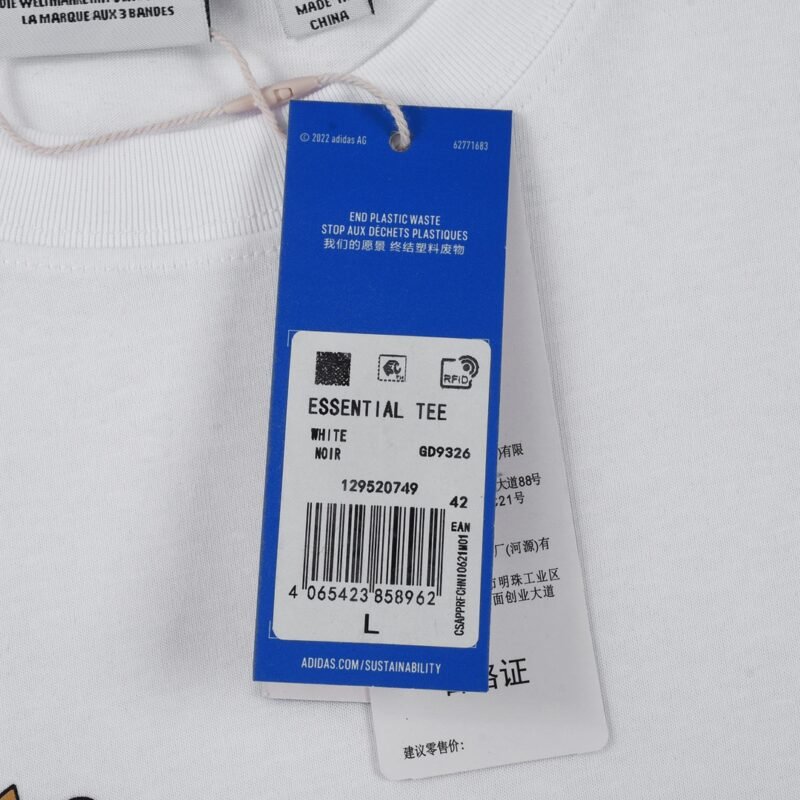 LA MARQUE AUX 3 BANDES
MADE
CHINA
© 2022 adidas AG
62771683
END PLASTIC WASTE
STOP AUX DÉCHETS PLASTIQUES
我们的愿景 终结塑料废物
RFID
ESSENTIAL TEE
WHITE
NOIR
GD9326
129520749
42
EAN
4 065423 858962
L
CSAPPRFCHN10621M01
ADIDAS.COM/SUSTAINABILITY
)有限
大道88号
21号
厂(河源)有
明珠工业区
面创业大道
格证
建议零售价: